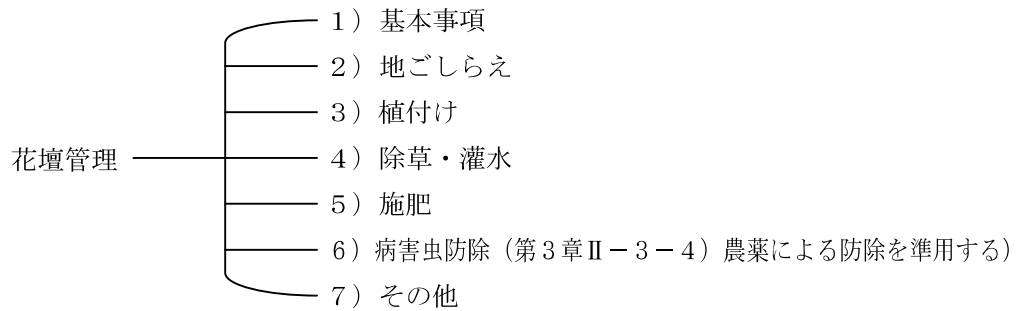 花壇管理
１）基本事項
２）地ごしらえ
３）植付け
４）除草・灌水
５）施肥
６）病害虫防除（第３章Ⅱ－３－４）農薬による防除を準用する）
７）その他